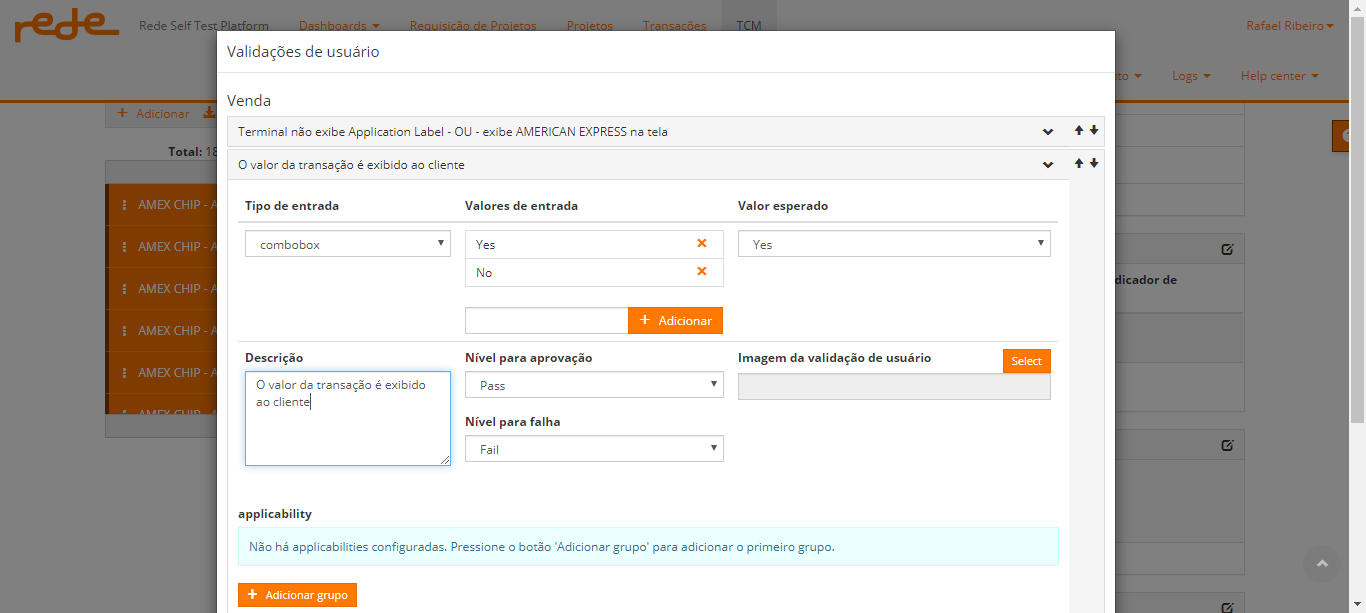 rede Rede Self Test Platform Dashboards Requisição de Projetos Projetos Transações TCM Rafael Ribeiro
Validações de usuário
Logs Help center
Venda
Adicionar
Terminal não exibe Application Label - OU - exibe AMERICAN EXPRESS na tela
Total: 18
O valor da transação é exibido ao cliente
Tipo de entrada Valores de entrada Valor esperado
AMEX CHIP - A
combobox Yes Yes
AMEX CHIP - A
No
AMEX CHIP - A
Adicionar
AMEX CHIP - A
Descrição Nível para aprovação Imagem da validação de usuário Select
AMEX CHIP - A
O valor da transação é exibido
ao cliente
Pass
AMEX CHIP - A
Nível para falha
Fail
applicability
Não há applicabilities configuradas. Pressione o botão 'Adicionar grupo' para adicionar o primeiro grupo.
Adicionar grupo